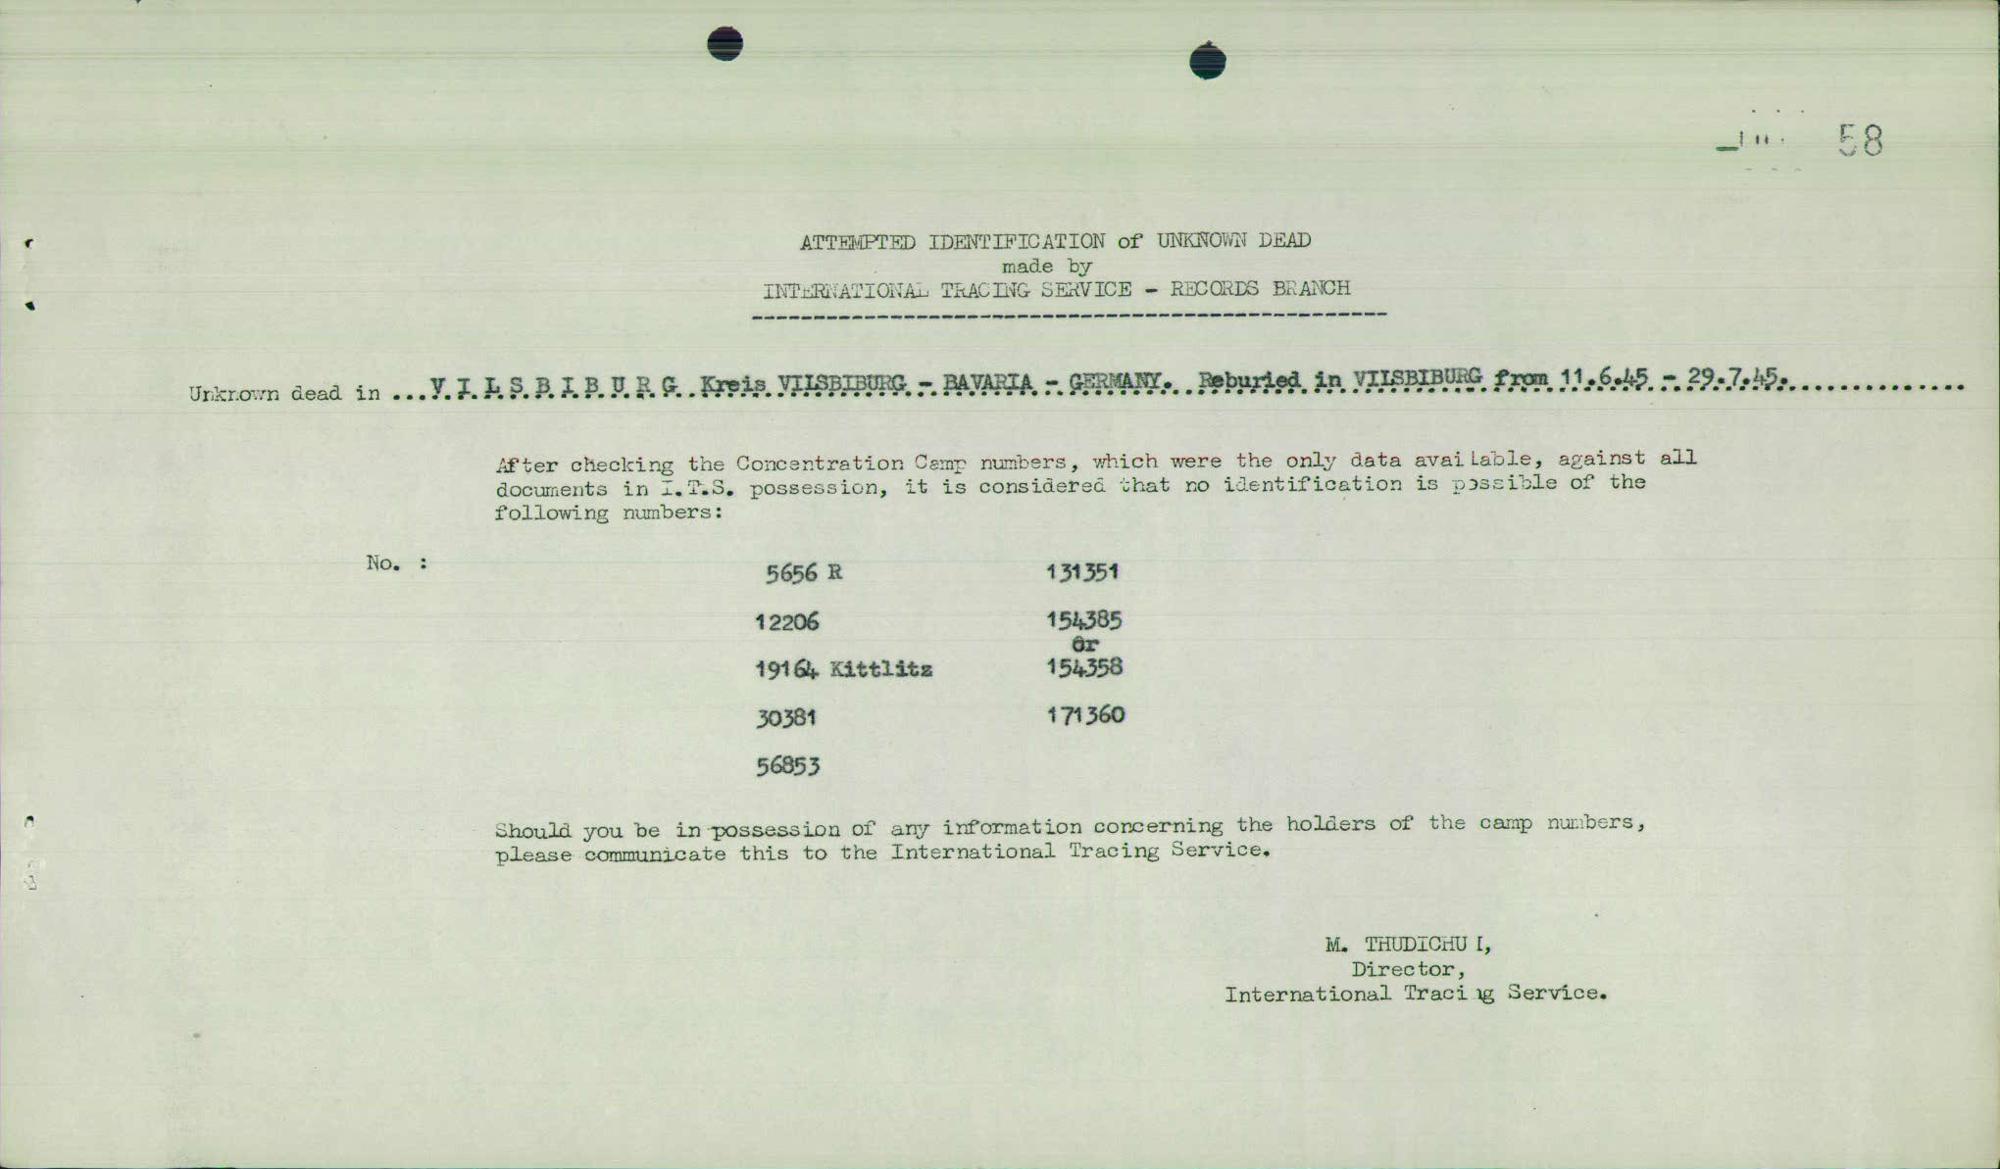 58
ATTEMPTED IDENTIFICATION of UNKNOWN DEAD
made by
INTERNATIONAL TRACING SERVICE - RECORDS BRANCH
Unknown dead in ...V.I.L.S.B.I.B.U.R.G..Kreis VILSBIBURG - BAVARIA - GERMANY. Reburied in VILSBIBURG from 11.6.45 - 29.7.45.
After checking the Concentration Camp numbers, which were the only data available, against all
documents in I.T.S. possession, it is considered that no identification is possible of the
following numbers:
No. :
5656 R 131351
12206 154385
or
19164 Kittlitz 154358
30381 171360
56853
Should you be in possession of any information concerning the holders of the camp numbers,
please communicate this to the International Tracing Service.
M. THUDICHUM,
Director,
International Tracing Service.